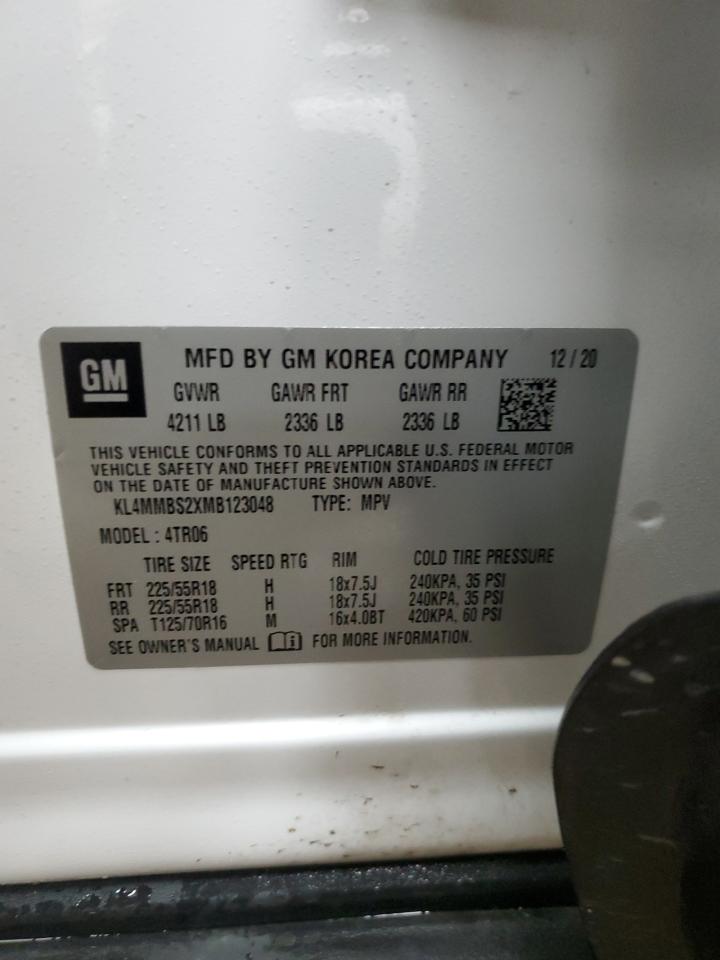 GM MFD BY GM KOREA COMPANY 12 / 20
GVWR GAWR FRT GAWR RR
4211 LB 2336 LB 2336 LB
THIS VEHICLE CONFORMS TO ALL APPLICABLE U.S. FEDERAL MOTOR
VEHICLE SAFETY AND THEFT PREVENTION STANDARDS IN EFFECT
ON THE DATE OF MANUFACTURE SHOWN ABOVE.
KL4MMBS2XMB123048 TYPE: MPV
MODEL : 4TR06
TIRE SIZE SPEED RTG RIM COLD TIRE PRESSURE
FRT 225/55R18 H 18x7.5J 240KPA, 35 PSI
RR 225/55R18 H 18x7.5J 240KPA, 35 PSI
SPA T125/70R16 M 16x4.0BT 420KPA, 60 PSI
SEE OWNER'S MANUAL FOR MORE INFORMATION.